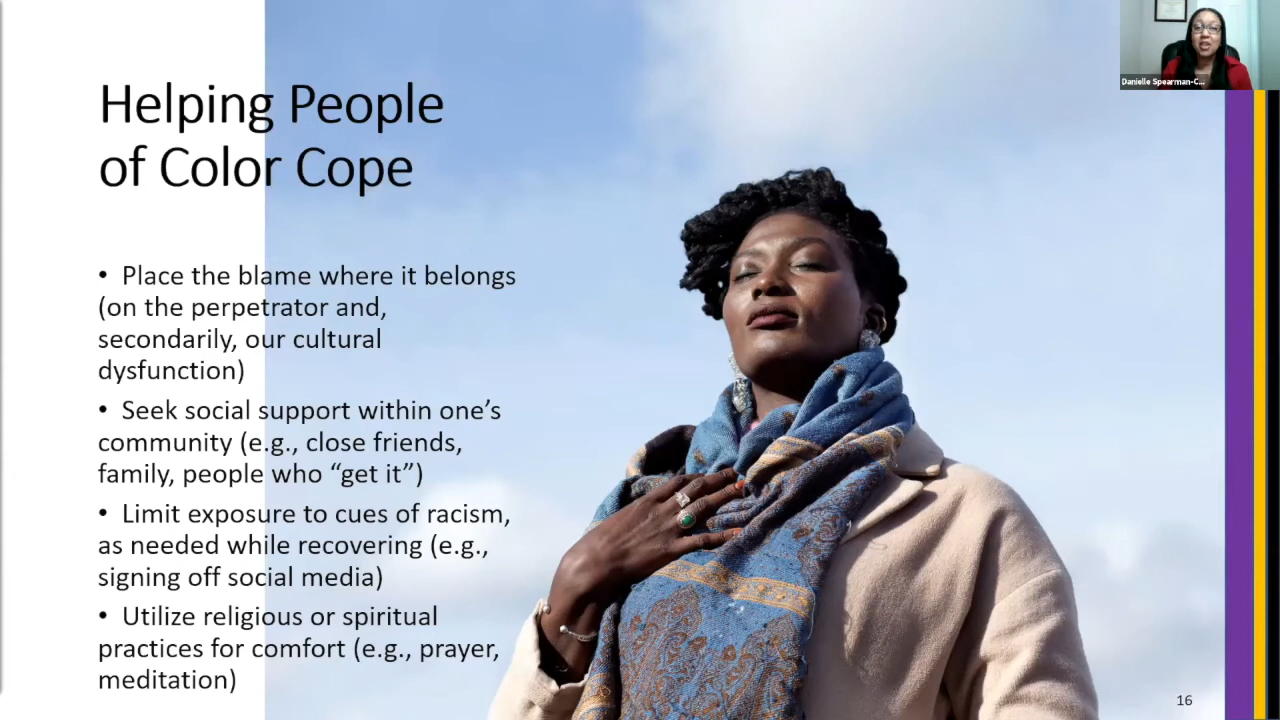 Danielle Spearman-C...
Helping People
of Color Cope
• Place the blame where it belongs
(on the perpetrator and,
secondarily, our cultural
dysfunction)
• Seek social support within one’s
community (e.g., close friends,
family, people who “get it”)
• Limit exposure to cues of racism,
as needed while recovering (e.g.,
signing off social media)
• Utilize religious or spiritual
practices for comfort (e.g., prayer,
meditation)
16